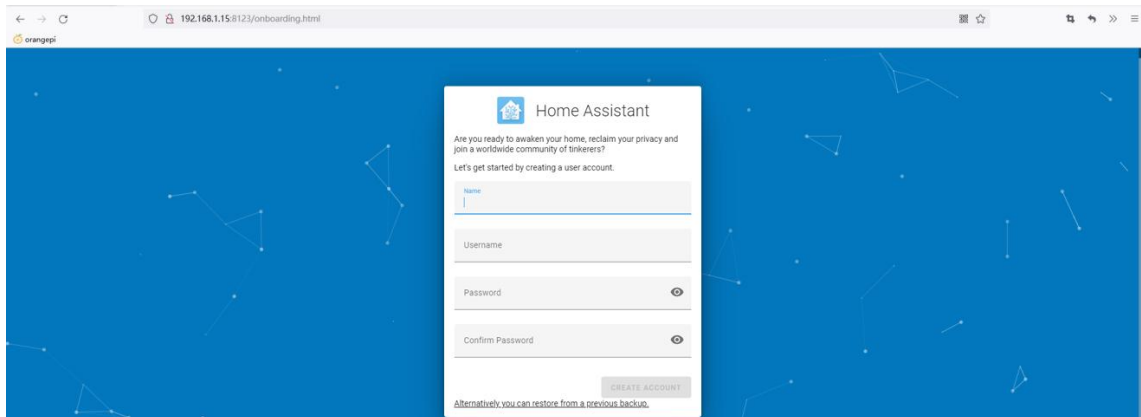 192.168.1.15:8123/onboarding.html
orangepi
Home Assistant
Are you ready to awaken your home, reclaim your privacy and
join a worldwide community of tinkerers?
Let's get started by creating a user account.
Name
Username
Password
Confirm Password
CREATE ACCOUNT
Alternatively you can restore from a previous backup.